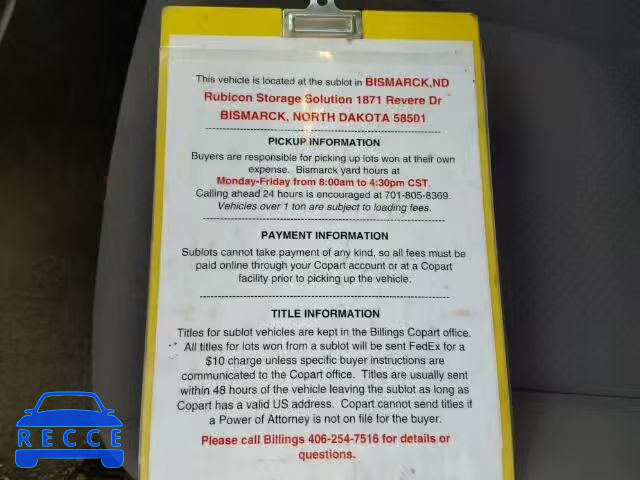 This vehicle is located at the sublot in BISMARCK,ND
Rubicon Storage Solution 1871 Revere Dr
BISMARCK, NORTH DAKOTA 58501
PICKUP INFORMATION
Buyers are responsible for picking up lots won at their own
expense. Bismarck yard hours at
Monday-Friday from 8:00am to 4:30pm CST.
Calling ahead 24 hours is encouraged at 701-805-8369.
Vehicles over 1 ton are subject to loading fees.
PAYMENT INFORMATION
Sublots cannot take payment of any kind, so all fees must be
paid online through your Copart account or at a Copart
facility prior to picking up the vehicle.
TITLE INFORMATION
Titles for sublot vehicles are kept in the Billings Copart office.
All titles for lots won from a sublot will be sent FedEx for a
$10 charge unless specific buyer instructions are
communicated to the Copart office. Titles are usually sent
within 48 hours of the vehicle leaving the sublot as long as
Copart has a valid US address. Copart cannot send titles if
a Power of Attorney is not on file for the buyer.
Please call Billings 406-254-7516 for details or
questions.
RECCE